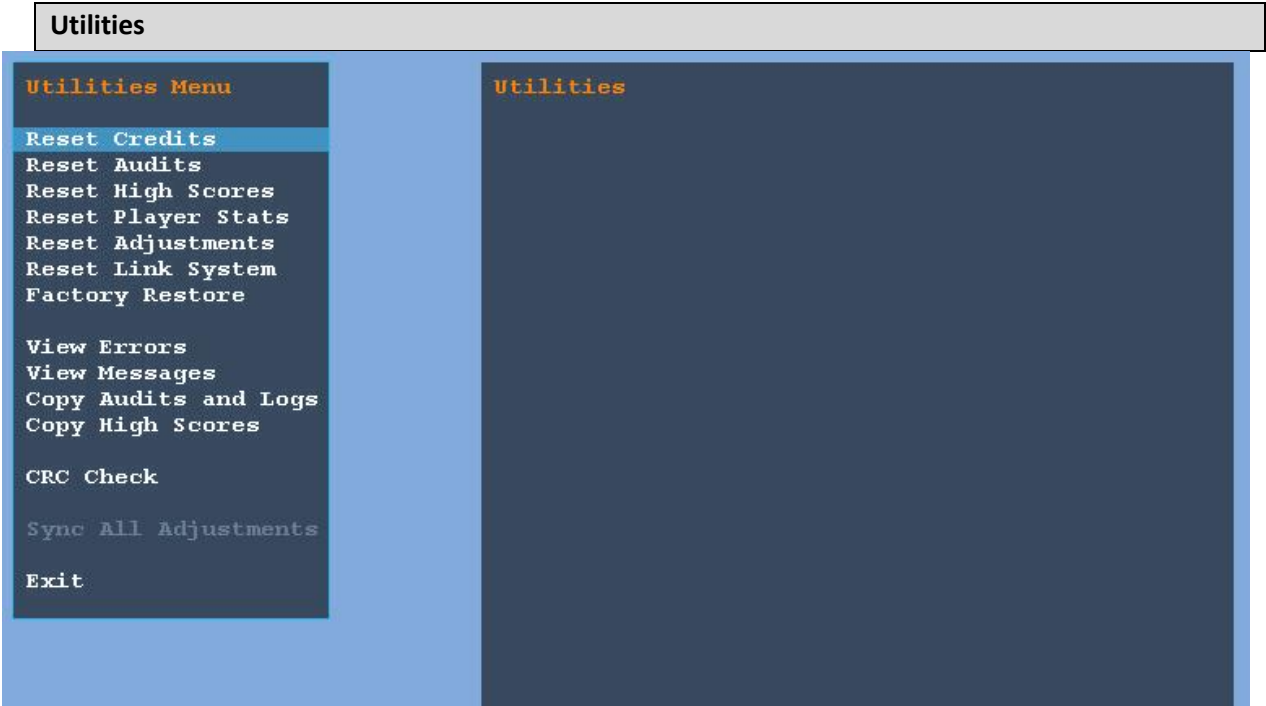 Utilities
Utilities Menu
Reset Credits
Reset Audits
Reset High Scores
Reset Player Stats
Reset Adjustments
Reset Link System
Factory Restore
View Errors
View Messages
Copy Audits and Logs
Copy High Scores
CRC Check
Sync All Adjustments
Exit
Utilities